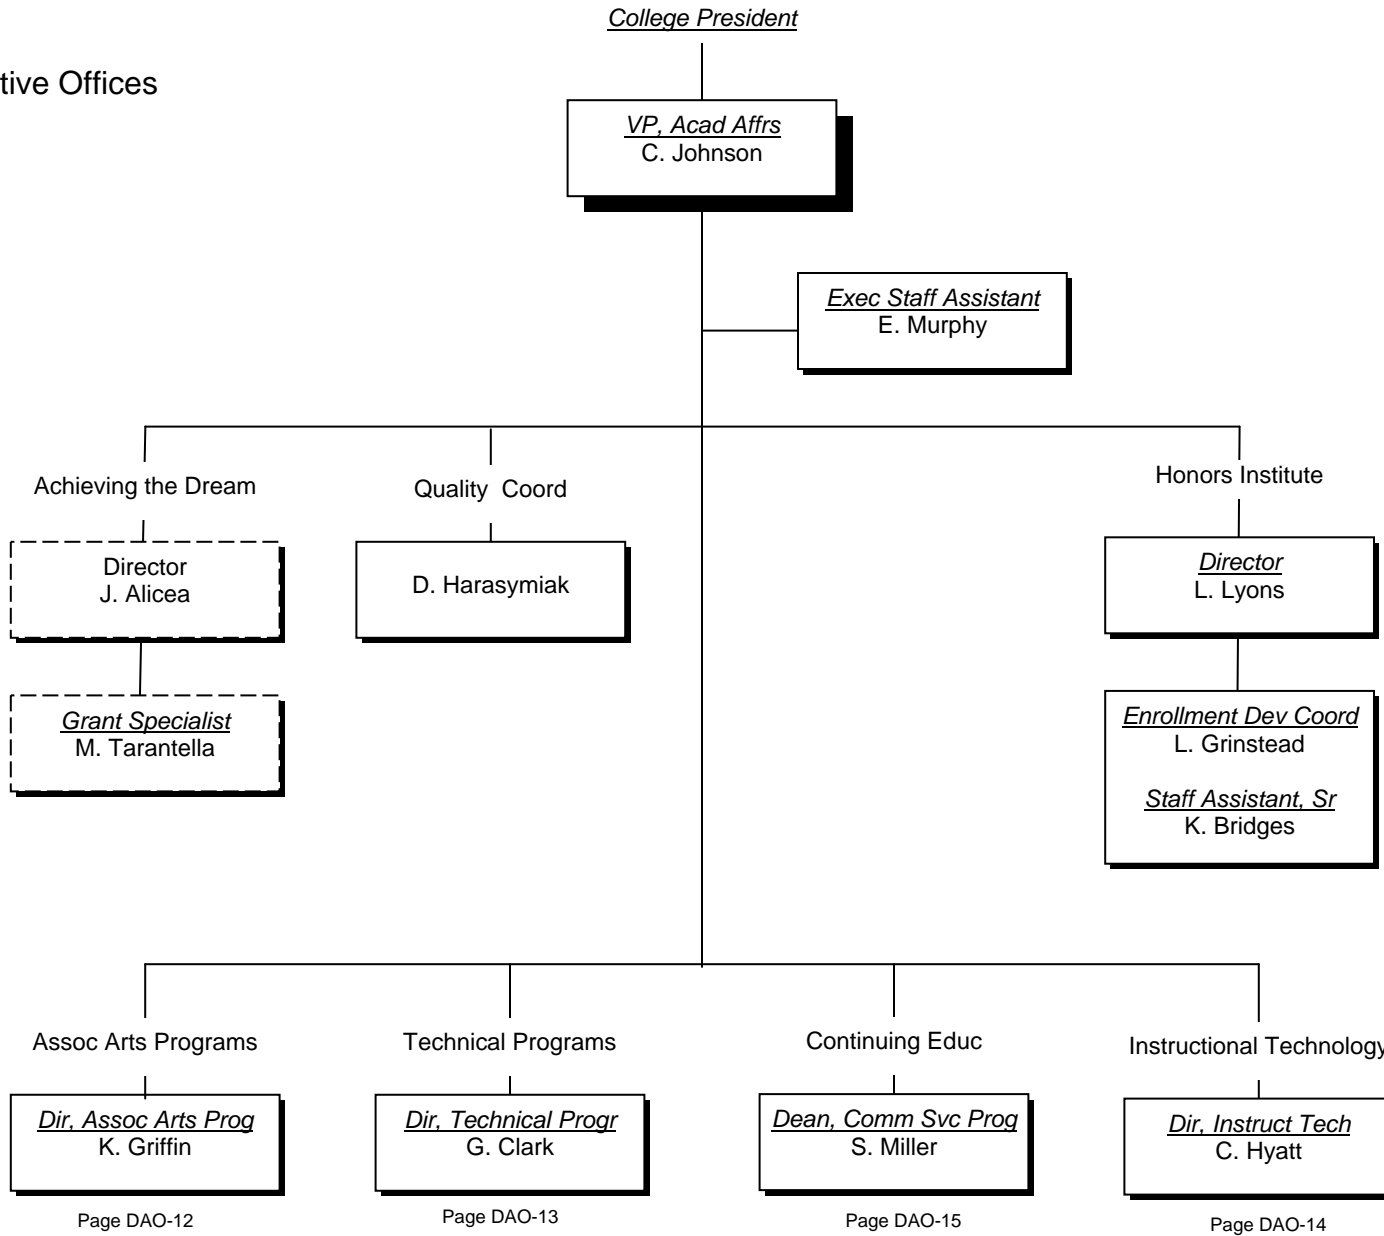 College President
tive Offices
VP, Acad Affrs
C. Johnson
Exec Staff Assistant
E. Murphy
Achieving the Dream
Director
J. Alicea
Grant Specialist
M. Tarantella
Quality Coord
D. Harasymiak
Honors Institute
Director
L. Lyons
Enrollment Dev Coord
L. Grinstead
Staff Assistant, Sr
K. Bridges
Assoc Arts Programs
Dir, Assoc Arts Prog
K. Griffin
Page DAO-12
Technical Programs
Dir, Technical Progr
G. Clark
Page DAO-13
Continuing Educ
Dean, Comm Svc Prog
S. Miller
Page DAO-15
Instructional Technology
Dir, Instruct Tech
C. Hyatt
Page DAO-14